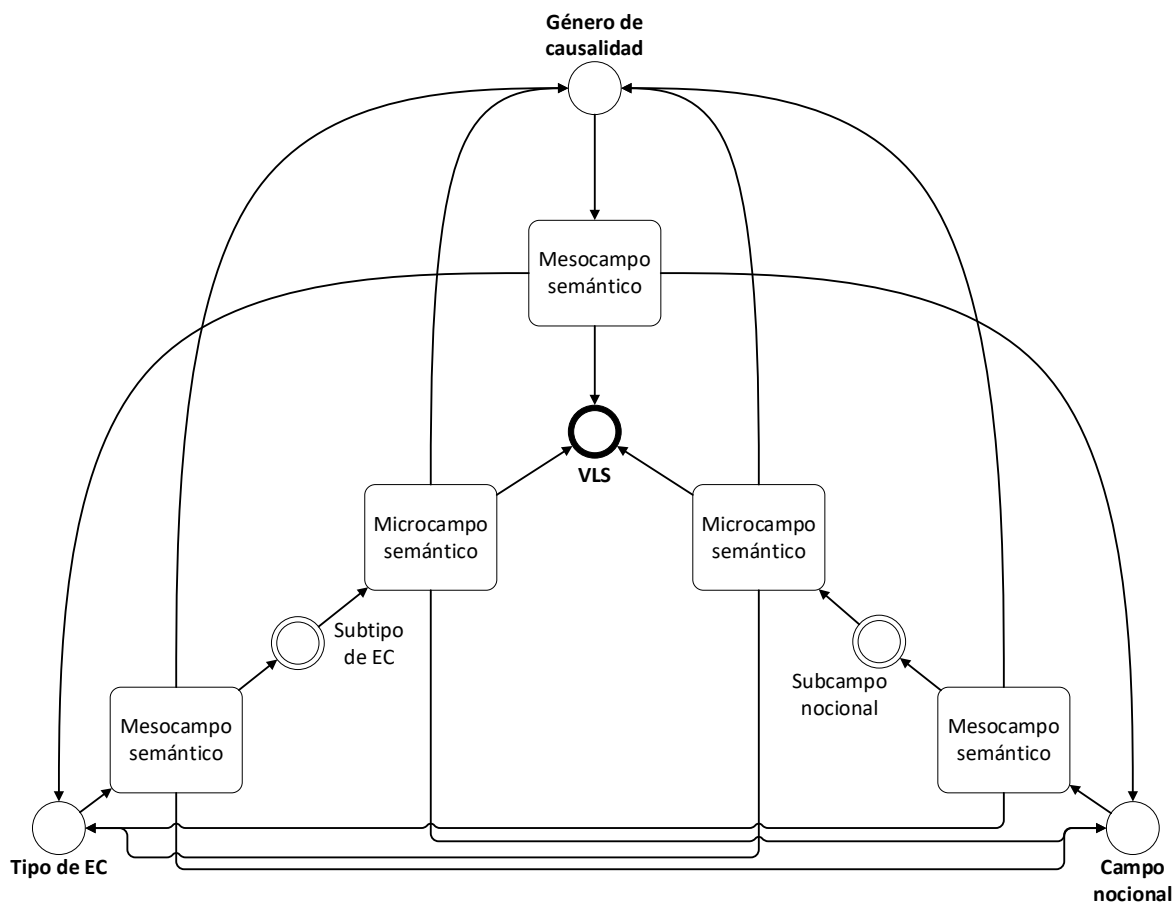 Género de
causalidad
Mesocampo
semántico
VLS
Microcampo
semántico
Microcampo
semántico
Subtipo
de EC
Subcampo
nocional
Mesocampo
semántico
Mesocampo
semántico
Tipo de EC
Campo
nocional